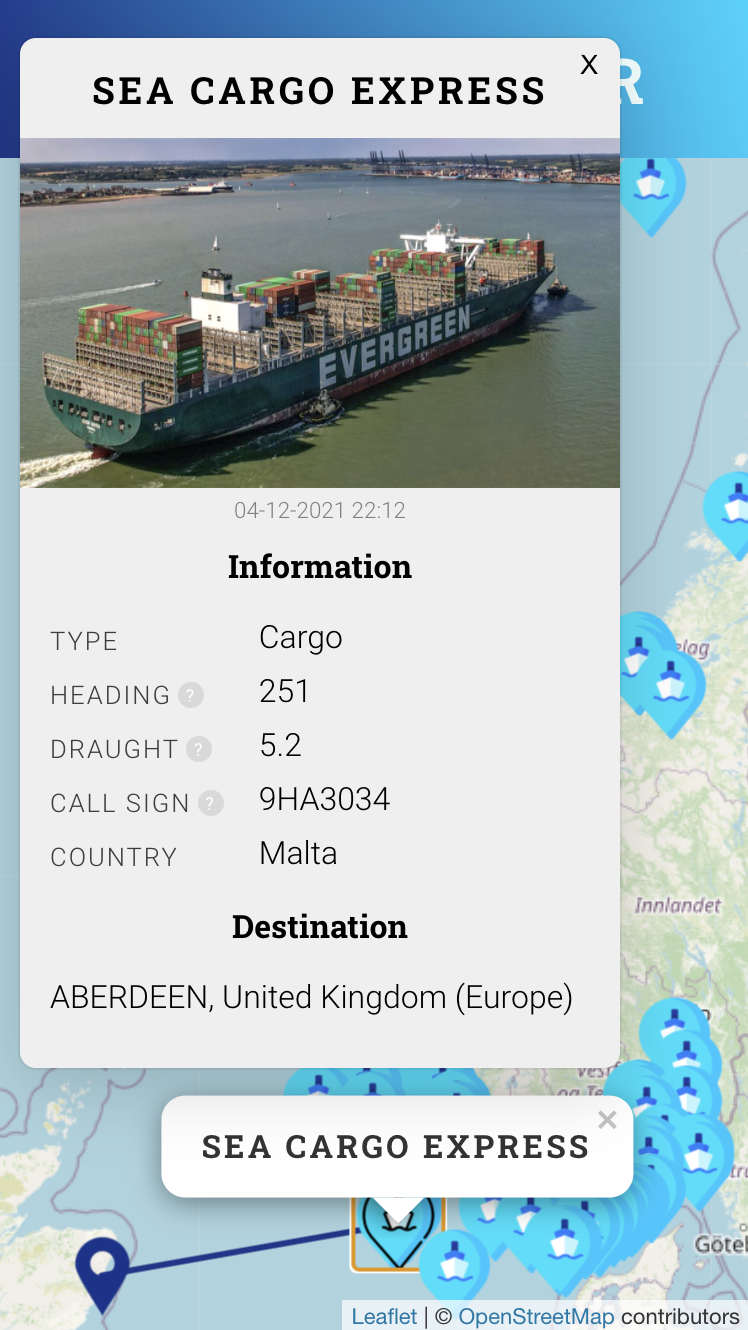 R
SEA CARGO EXPRESS
X
EVERGREEN
04-12-2021 22:12
Information
TYPE Cargo
HEADING ? 251
DRAUGHT ? 5.2
CALL SIGN ? 9HA3034
COUNTRY Malta
Destination
ABERDEEN, United Kingdom (Europe)
elag
Innlandet
SEA CARGO EXPRESS
×
Göteb
Leaflet | © OpenStreetMap contributors